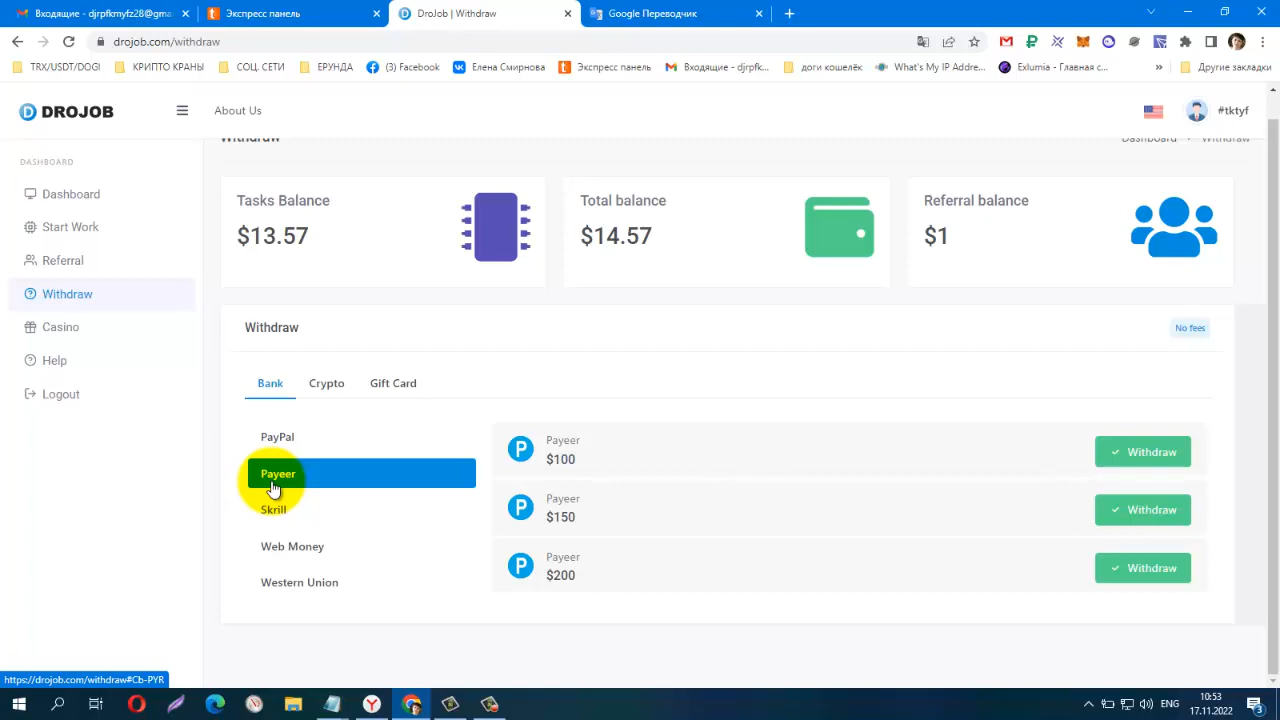 Входящие - djrpkmyfz28@gma
Экспресс панель
DroJob | Withdraw
Google Переводчик
drojob.com/withdraw
TRX/USDT/DOGI
КРИПТО КРАНЫ
СОЦ. СЕТИ
ЕРУНДА
(3) Facebook
Елена Смирнова
Экспресс панель
Входящие - djrpfk...
доги кошелёк
What's My IP Addre...
Exlumia - Главная с...
»
Другие закладки
DROJOB
About Us
#tktyf
DASHBOARD
Dashboard
Start Work
Referral
Withdraw
Casino
Help
Logout
Withdraw
Dashboard
Withdraw
Tasks Balance
$13.57
Total balance
$14.57
Referral balance
$1
Withdraw
No fees
Bank
Crypto
Gift Card
PayPal
Payeer
Skrill
Web Money
Western Union
Payeer
$100
Withdraw
Payeer
$150
Withdraw
Payeer
$200
Withdraw
https://drojob.com/withdraw#Cb-PYR
ENG
10:53
17.11.2022
3